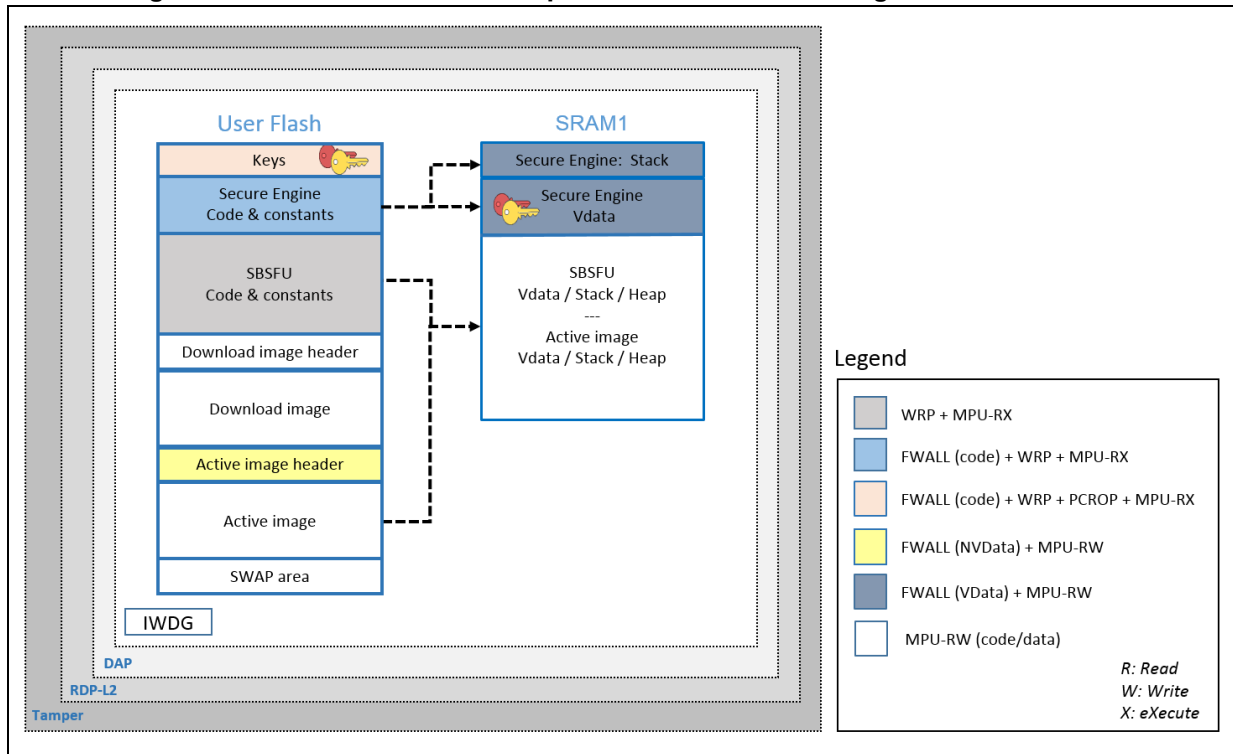 User Flash
Keys
Secure Engine
Code & constants
SBSFU
Code & constants
Download image header
Download image
Active image header
Active image
SWAP area
IWDG
DAP
RDP-L2
Tamper
SRAM1
Secure Engine: Stack
Secure Engine
Vdata
SBSFU
Vdata / Stack / Heap
---
Active image
Vdata / Stack / Heap
Legend
WRP + MPU-RX
FWALL (code) + WRP + MPU-RX
FWALL (code) + WRP + PCROP + MPU-RX
FWALL (NVData) + MPU-RW
FWALL (VData) + MPU-RW
MPU-RW (code/data)
R: Read
W: Write
X: eXecute